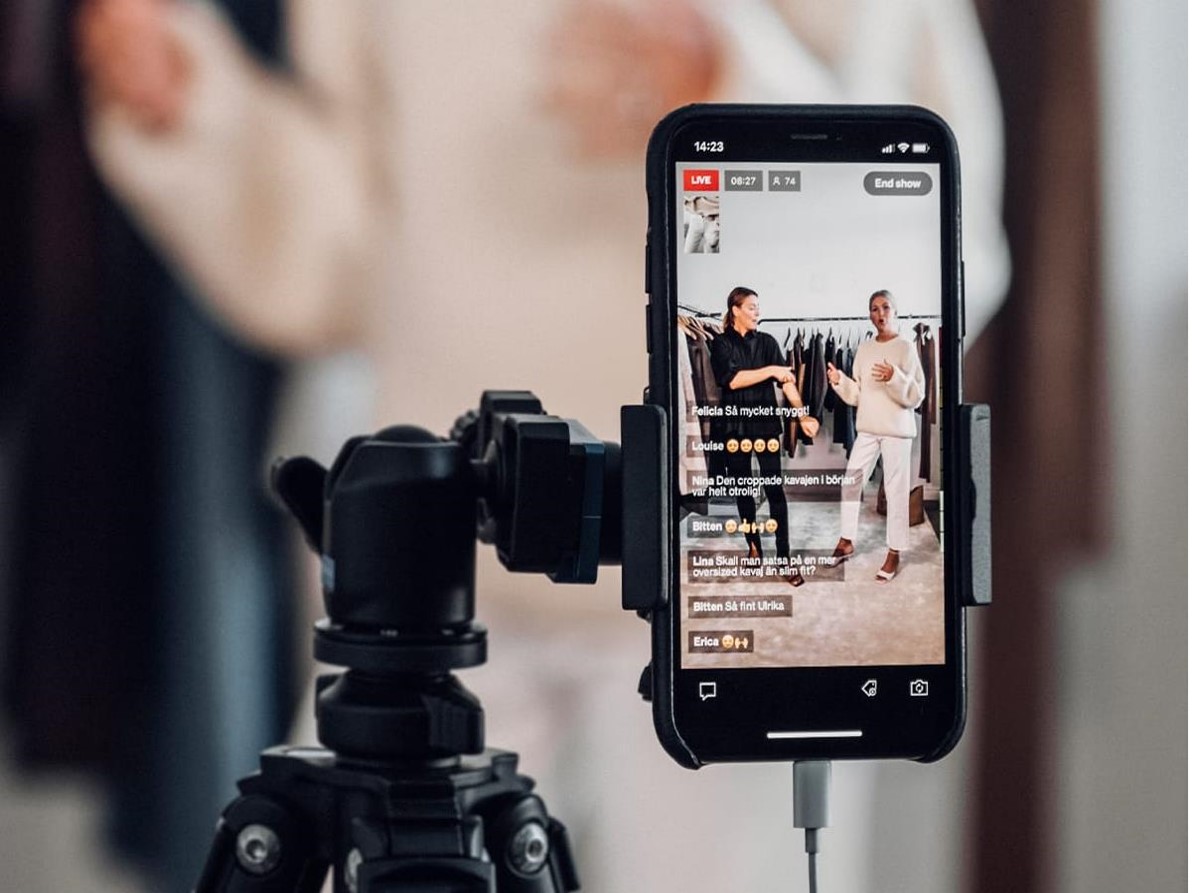 14:23
LIVE 08:27 74 End show
Felicia Så mycket snyggt!
Louise 😍😍😍😍
Nina Den croppade kavajen i början
var helt otrolig!
Bitten 😍👍🙌😍
Lina Skall man satsa på en mer
oversized kavaj än slim fit?
Bitten Så fint Ulrika
Erica 😍🙌